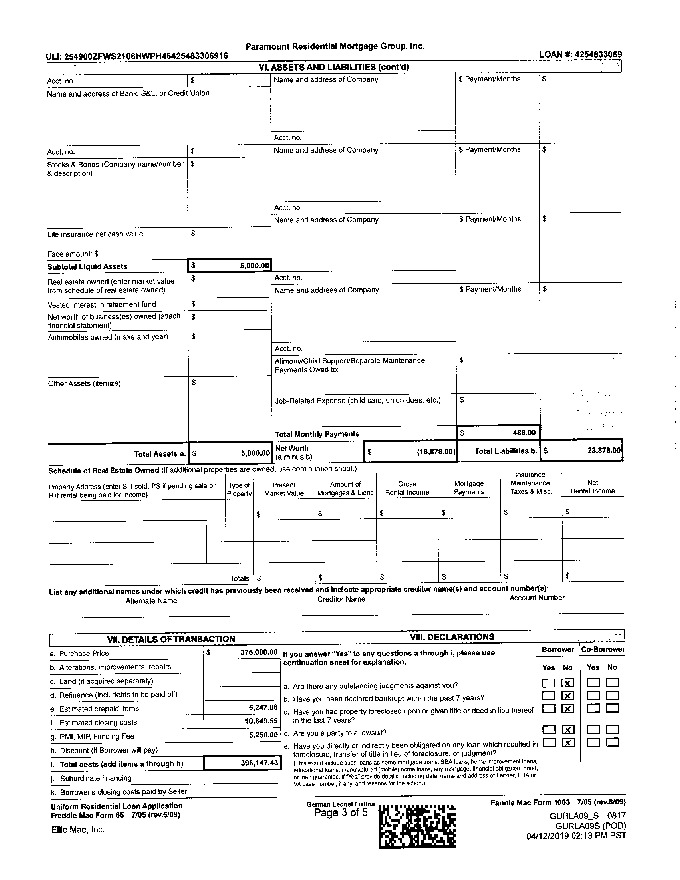 Paramount Residential Mortgage Group, Inc.
ULI: 254900ZFWS2106HWPH46425483306916 LOAN #: 4254833069
VI. ASSETS AND LIABILITIES (cont'd)
Acct. no. $ Name and address of Company $ Payment/Months $
Name and address of Bank, S&L, or Credit Union
Acct. no.
Acct. no. $ Name and address of Company $ Payment/Months $
Stocks & Bonds (Company name/number $
& description)
Acct. no.
Name and address of Company $ Payment/Months $
Life insurance net cash value $
Face amount: $
Subtotal Liquid Assets $ 5,000.00
Real estate owned (enter market value $ Acct. no.
from schedule of real estate owned) Name and address of Company $ Payment/Months $
Vested interest in retirement fund $
Net worth of business(es) owned (attach $
financial statement)
Automobiles owned (make and year) $
Acct. no.
Alimony/Child Support/Separate Maintenance $
Payments Owed to:
Other Assets (itemize) $
Job-Related Expense (child care, union dues, etc.) $
Total Monthly Payments $ 488.00
Total Assets a. $ 5,000.00 Net Worth (a minus b) $ (18,878.00) Total Liabilities b. $ 23,878.00
Schedule of Real Estate Owned (If additional properties are owned, use continuation sheet.)
Property Address (enter S if sold, PS if pending sale or R if rental being held for income) Type of Property Present Market Value Amount of Mortgages & Liens Gross Rental Income Mortgage Payments Insurance Maintenance Taxes & Misc. Net Rental Income
$ $ $ $ $ $
Totals $ $ $ $ $ $
List any additional names under which credit has previously been received and indicate appropriate creditor name(s) and account number(s):
Alternate Name Creditor Name Account Number
VII. DETAILS OF TRANSACTION
a. Purchase Price $ 376,000.00
b. Alterations, improvements, repairs
c. Land (if acquired separately)
d. Refinance (incl. debts to be paid off)
e. Estimated prepaid items
f. Estimated closing costs
g. PMI, MIP, Funding Fee
h. Discount (if Borrower will pay)
i. Total costs (add items a through h)
j. Subordinate financing
k. Borrower's closing costs paid by Seller
VIII. DECLARATIONS
If you answer "Yes" to any questions a through i, please use continuation sheet for explanation.
Borrower Co-Borrower
Yes No Yes No
a. Are there any outstanding judgments against you? X
b. Have you been declared bankrupt within the past 7 years? X
c. Have you had property foreclosed upon or given title or deed in lieu thereof X
in the last 7 years?
d. Are you a party to a lawsuit? X
e. Have you directly or indirectly been obligated on any loan which resulted in X
foreclosure, transfer of title in lieu of foreclosure, or judgment?
Uniform Residential Loan Application
Freddie Mac Form 65 7/05 (rev.6/09)
Page 3 of 5
Fannie Mae Form 1003 7/05 (rev.6/09)
Ellie Mae, Inc.
GURLA09_S 0817
GURLA09S (POD)
04/12/2019 02:13 PM PST